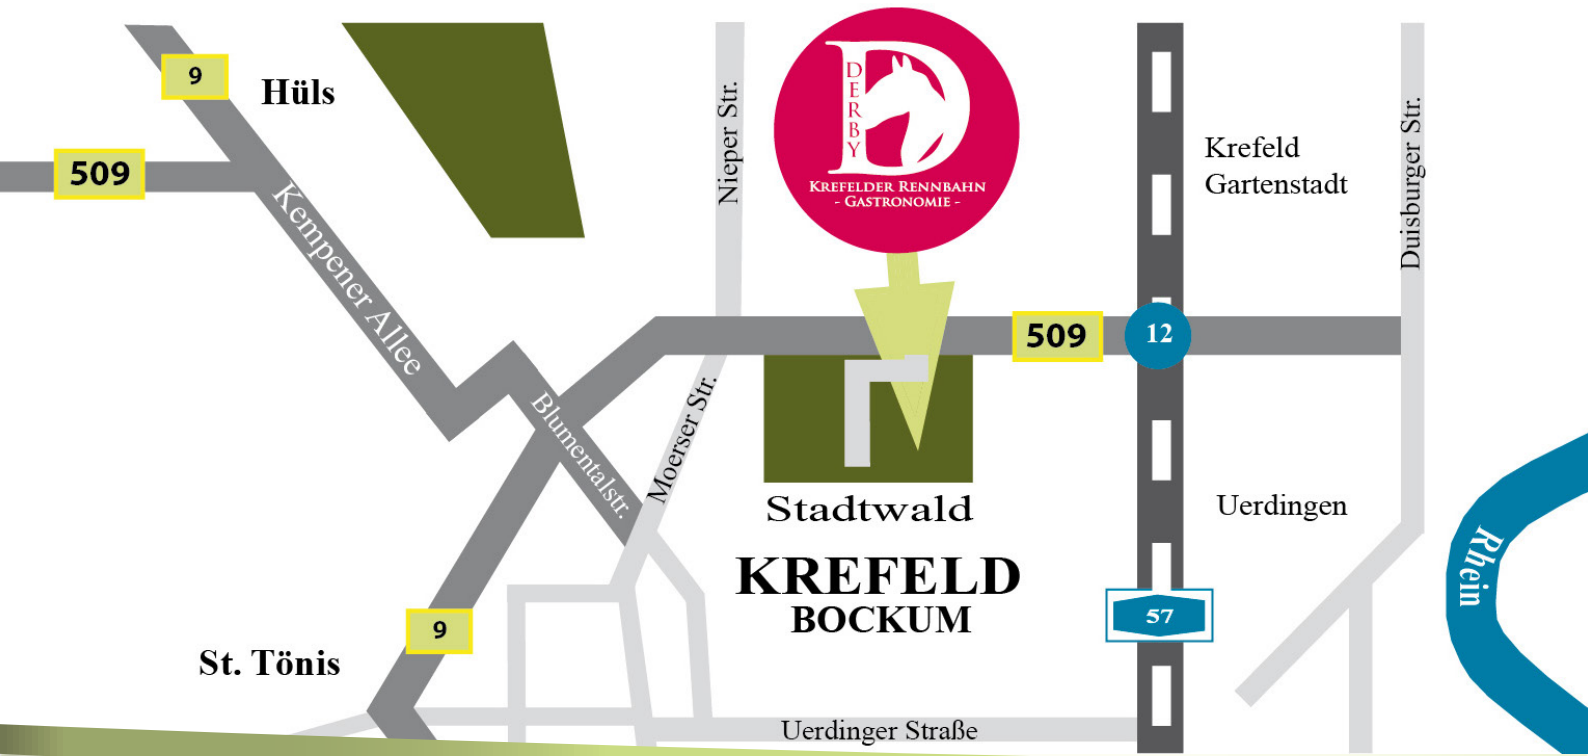 9
Hüls
509
Kempener Allee
Nieper Str.
DERBY
D
KREFELDER RENNBAHN
- GASTRONOMIE -
Krefeld
Gartenstadt
Duisburger Str.
509
12
Blumentalstr.
Moerser Str.
Stadtwald
Uerdingen
KREFELD
BOCKUM
Rhein
57
9
St. Tönis
Uerdinger Straße